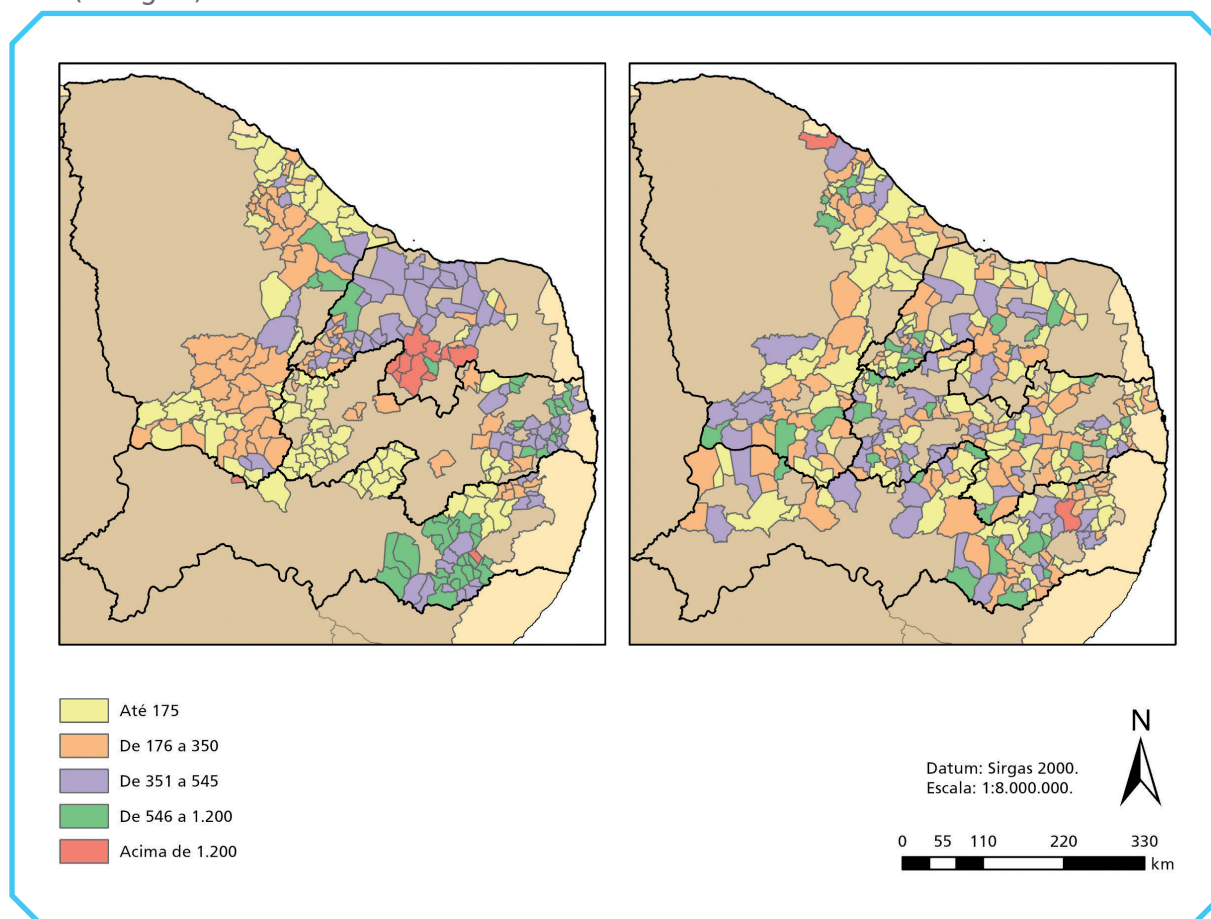 Até 175
De 176 a 350
De 351 a 545
De 546 a 1.200
Acima de 1.200
N
Datum: Sirgas 2000.
Escala: 1:8.000.000.
0 55 110 220 330
km